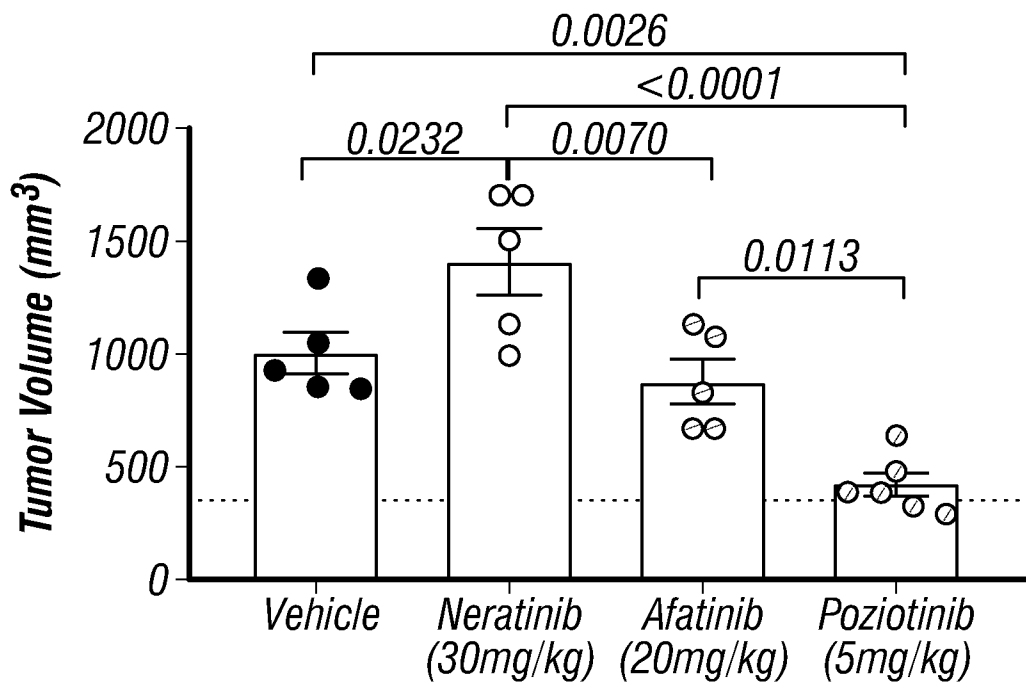 0.0026
<0.0001
0.0232
0.0070
0.0113
Tumor Volume (mm³)
2000
1500
1000
500
0
Vehicle
Neratinib
(30mg/kg)
Afatinib
(20mg/kg)
Poziotinib
(5mg/kg)